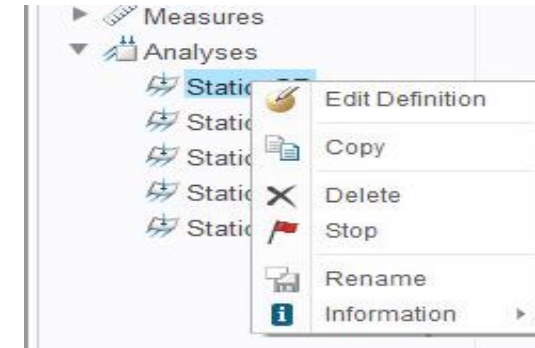 Measures
Analyses
Static
Static
Static
Static
Static
Edit Definition
Copy
Delete
Stop
Rename
Information